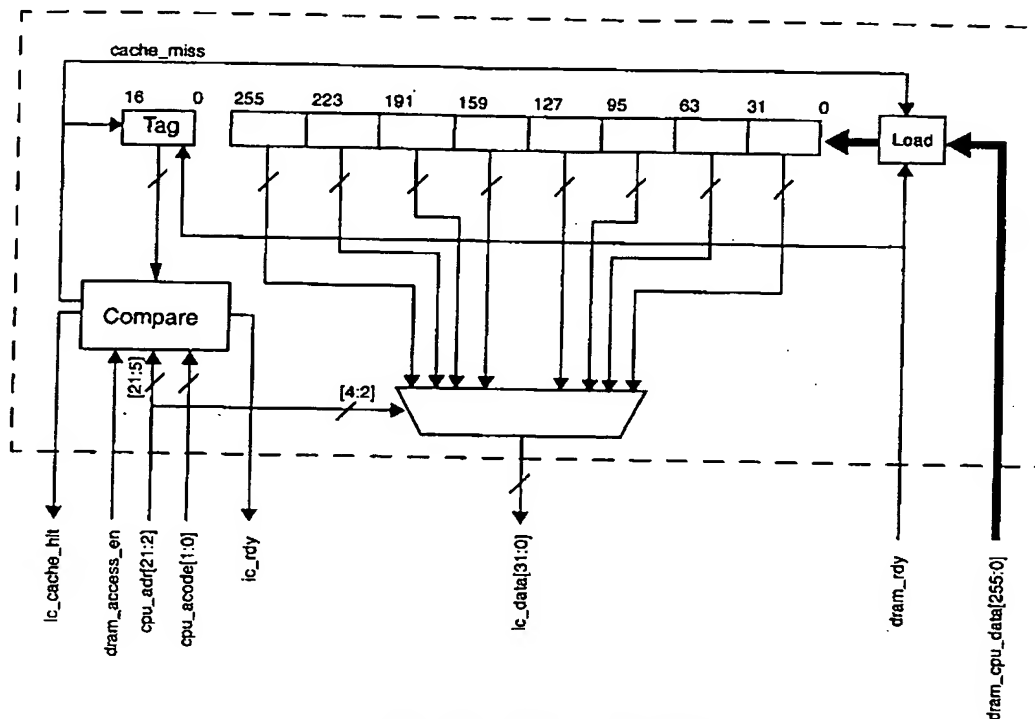 cache_miss
16 0 255 223 191 159 127 95 63 31 0
Tag
Load
Compare
[21:5]
[4:2]
ic_cache_hit
dram_access_en
cpu_adr[21:2]
cpu_acode[1:0]
ic_rdy
ic_data[31:0]
dram_rdy
dram_cpu_data[255:0]